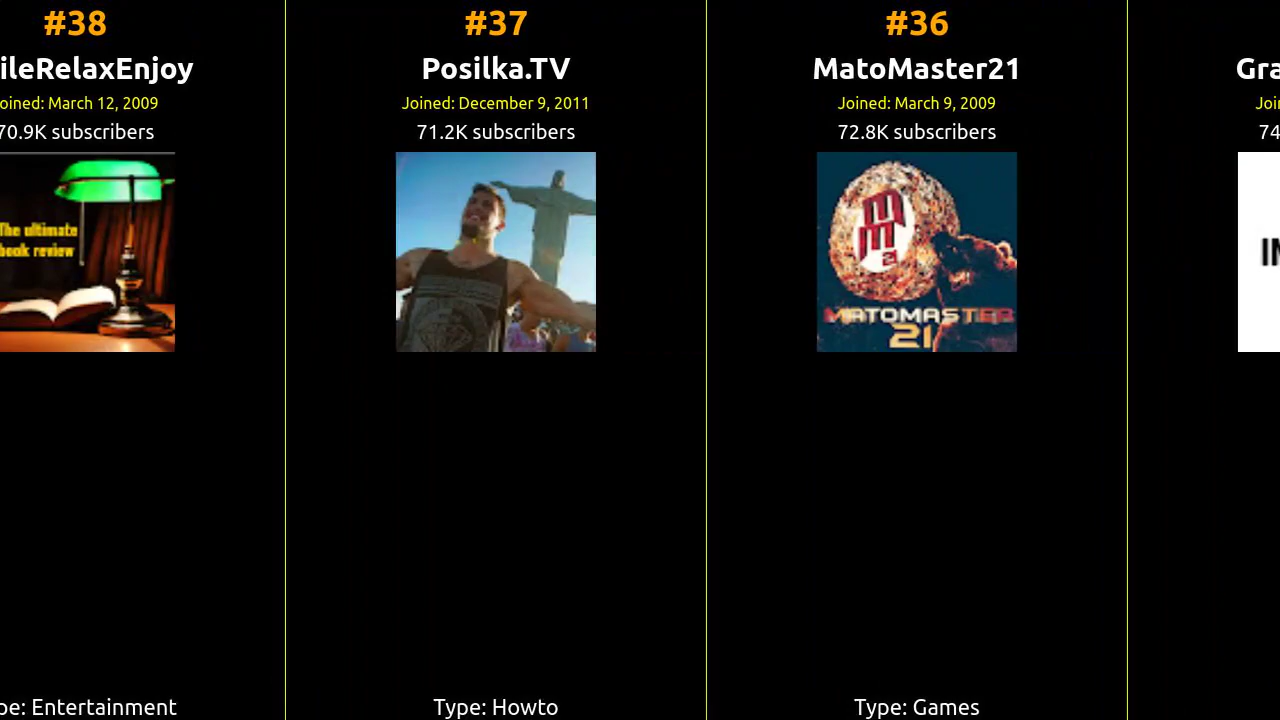 #38
ileRelaxEnjoy
oined: March 12, 2009
70.9K subscribers
The ultimate
book review
pe: Entertainment
#37
Posilka.TV
Joined: December 9, 2011
71.2K subscribers
Type: Howto
#36
MatoMaster21
Joined: March 9, 2009
72.8K subscribers
MM21
MATOMASTER
21
Type: Games
Gra
Joi
74